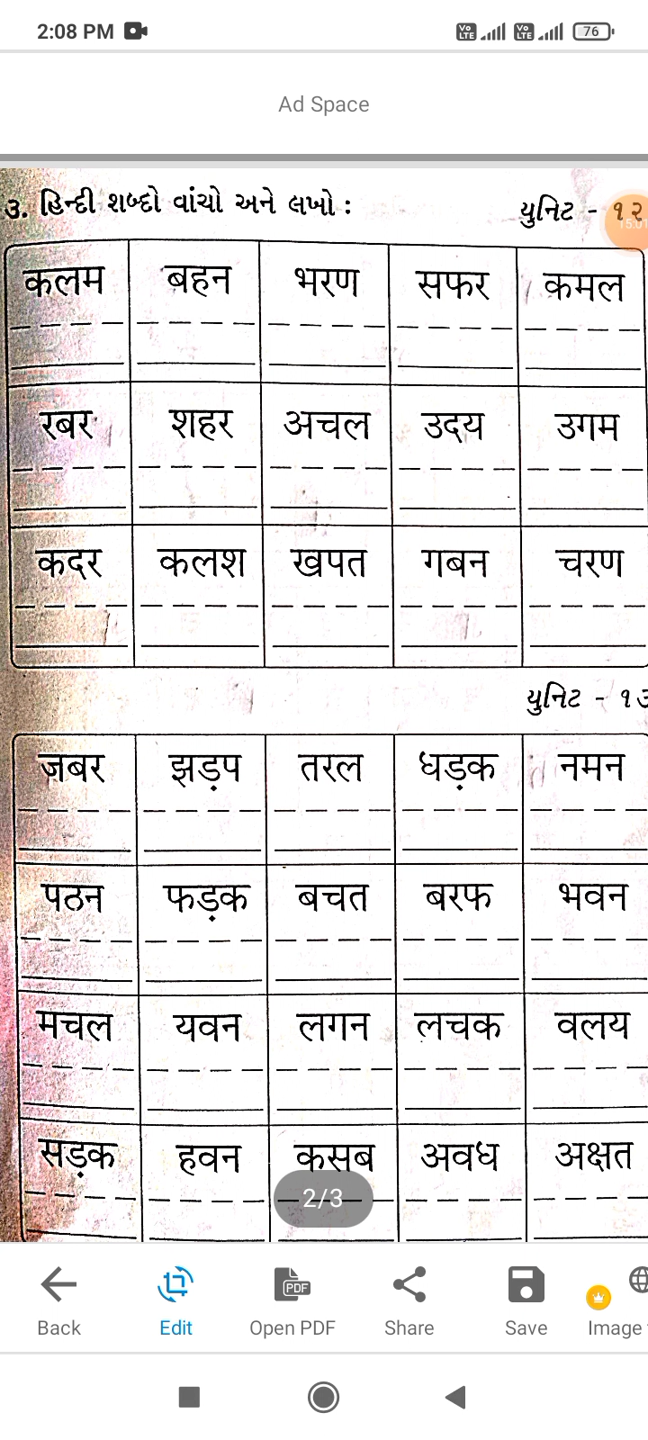 2:08 PM 76
Ad Space
૩. હિન્દી શબ્દો વાંચો અને લખો : યુનિટ - ૧૨
15:01
कलम बहन भरण सफर कमल
रबर शहर अचल उदय उगम
कदर कलश खपत गबन चरण
યુનિટ - ૧૩
ज़बर झड़प तरल धड़क नमन
पठन फड़क बचत बरफ भवन
मचल यवन लगन लचक वलय
सड़क हवन कसब अवध अक्षत
2/3
PDF
Back Edit Open PDF Share Save Image